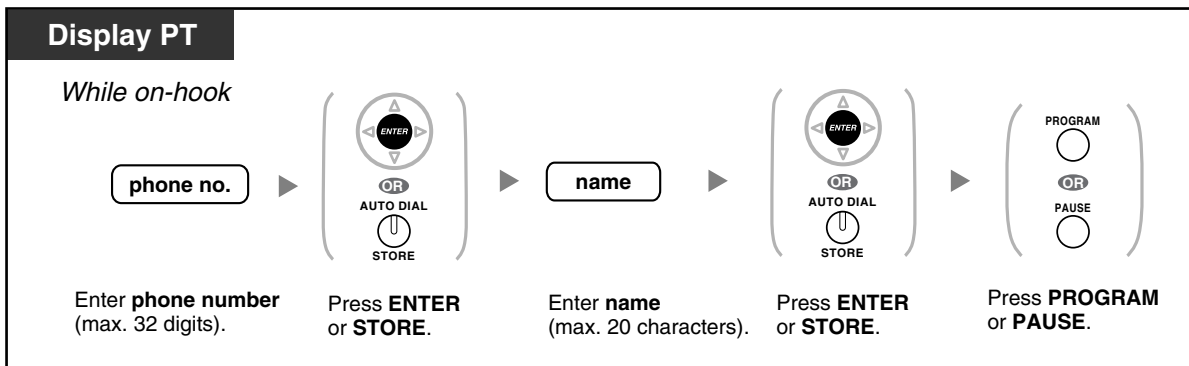 Display PT
While on-hook
phone no.
ENTER
OR
AUTO DIAL
STORE
name
ENTER
OR
AUTO DIAL
STORE
PROGRAM
OR
PAUSE
Enter phone number
(max. 32 digits).
Press ENTER
or STORE.
Enter name
(max. 20 characters).
Press ENTER
or STORE.
Press PROGRAM
or PAUSE.